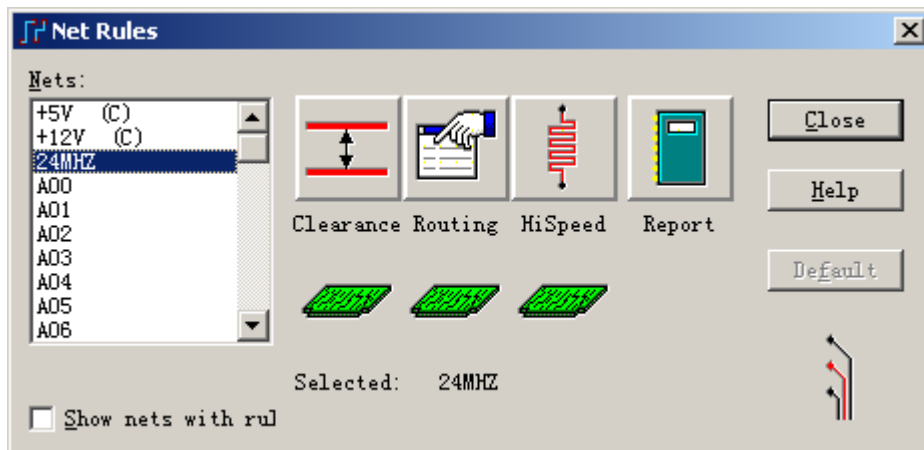 Net Rules
Nets:
+5V (C)
+12V (C)
24MHZ
A00
A01
A02
A03
A04
A05
A06
Clearance Routing HiSpeed Report
Close
Help
Default
Selected: 24MHZ
Show nets with rul